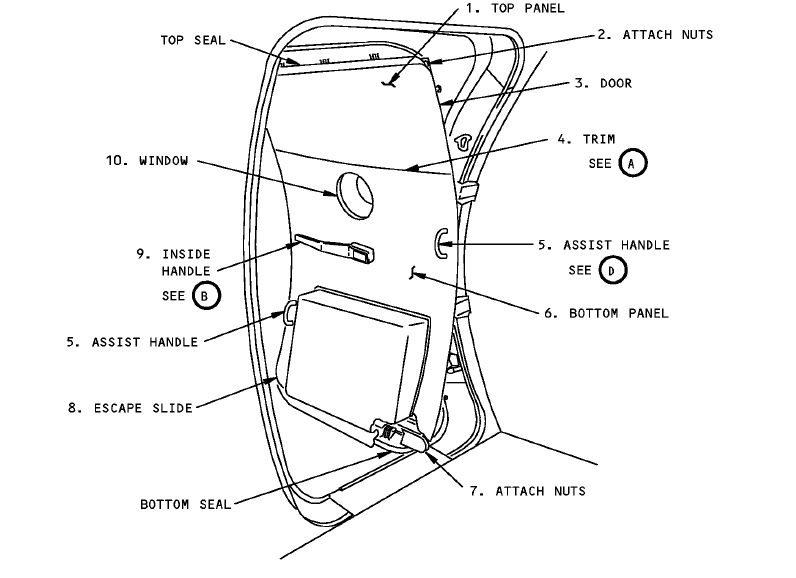 1. TOP PANEL
TOP SEAL
2. ATTACH NUTS
3. DOOR
4. TRIM
SEE A
10. WINDOW
5. ASSIST HANDLE
SEE D
9. INSIDE
HANDLE
SEE B
6. BOTTOM PANEL
5. ASSIST HANDLE
8. ESCAPE SLIDE
7. ATTACH NUTS
BOTTOM SEAL